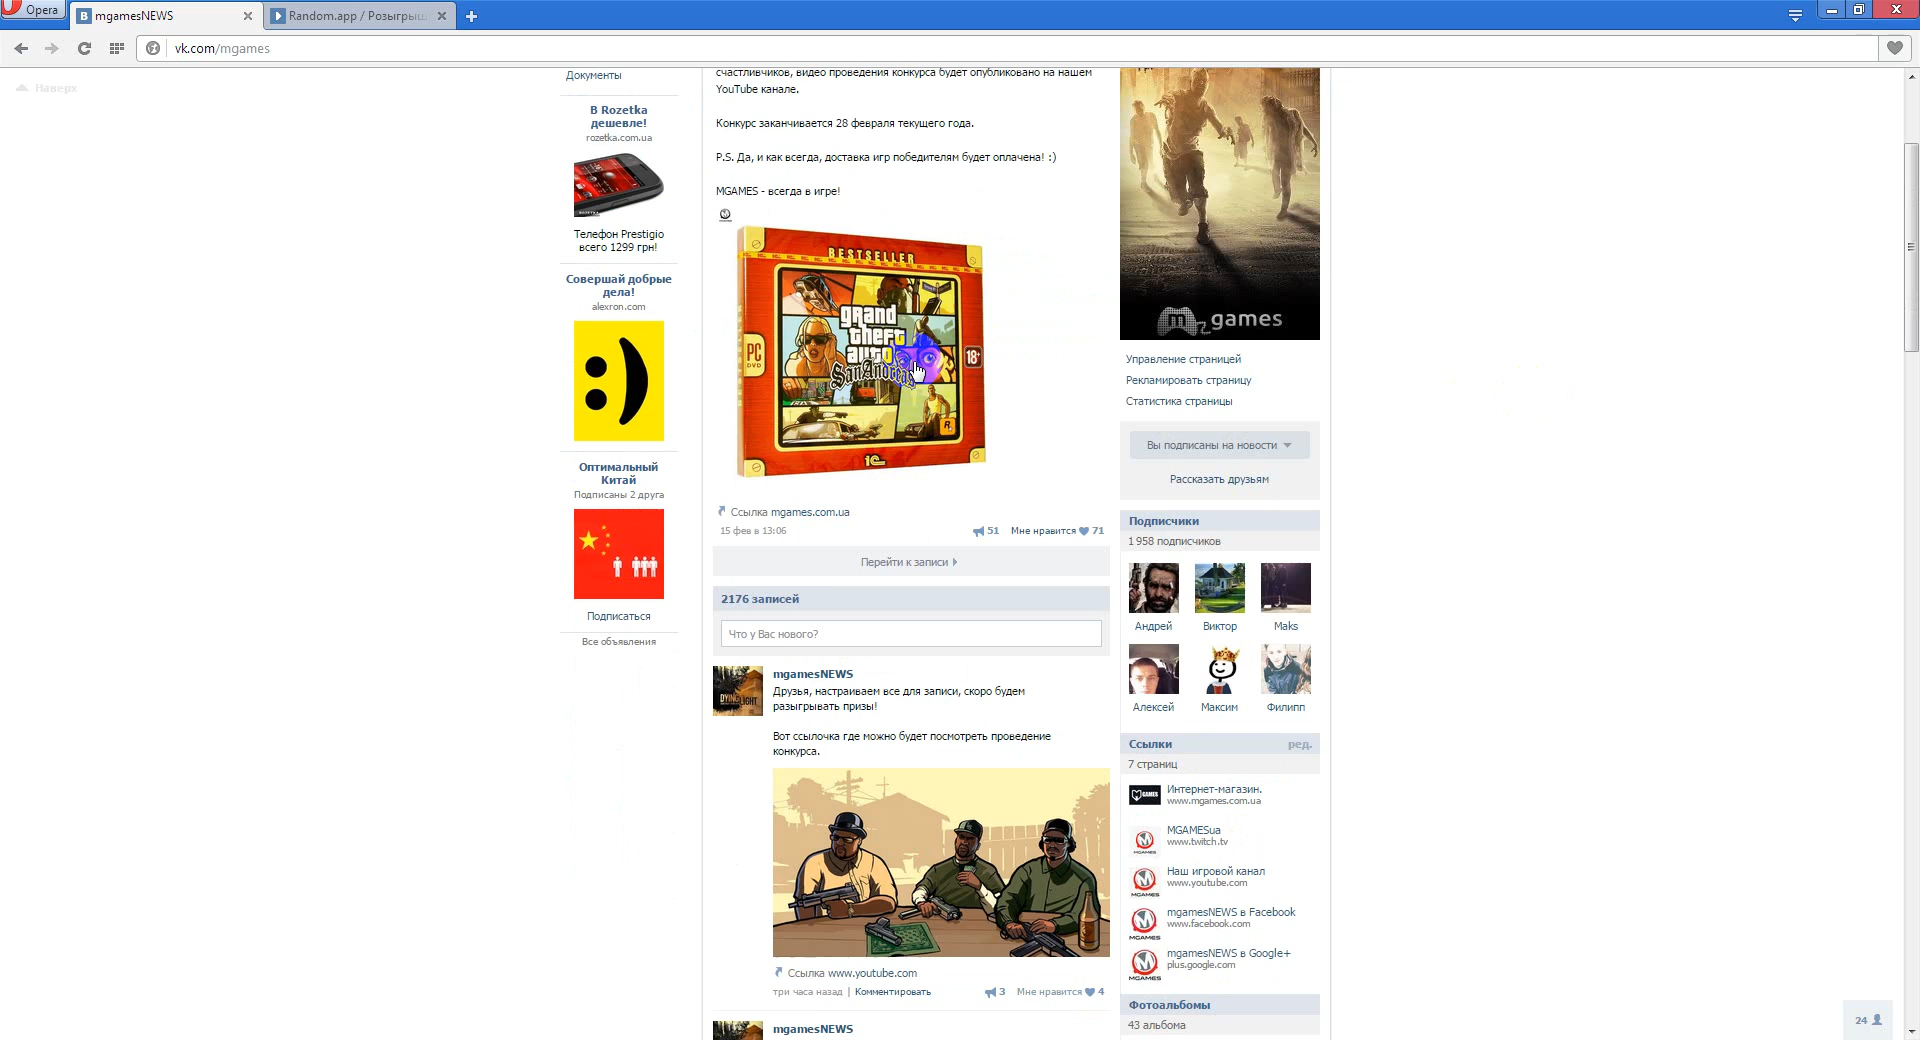 Opera
mgamesNEWS
Random.app / Розыгрыш
vk.com/mgames
Наверх
Документы
В Rozetka
дешевле!
rozetka.com.ua
Телефон Prestigio
всего 1299 грн!
Совершай добрые
дела!
alexron.com
:)
Оптимальный
Китай
Подписаны 2 друга
Подписаться
Все объявления
счастливчиков, видео проведения конкурса будет опубликовано на нашем
YouTube канале.
Конкурс заканчивается 28 февраля текущего года.
P.S. Да, и как всегда, доставка игр победителям будет оплачена! :)
MGAMES - всегда в игре!
BESTSELLER
grand
theft
auto
San Andreas
PC
DVD
18+
R
1С
Ссылка mgames.com.ua
15 фев в 13:06
51 Мне нравится 71
Перейти к записи
2176 записей
Что у Вас нового?
mgamesNEWS
Друзья, настраиваем все для записи, скоро будем
разыгрывать призы!
DYING LIGHT
Вот ссылочка где можно будет посмотреть проведение
конкурса.
Ссылка www.youtube.com
три часа назад | Комментировать
3 Мне нравится 4
mgamesNEWS
m games
Управление страницей
Рекламировать страницу
Статистика страницы
Вы подписаны на новости
Рассказать друзьям
Подписчики
1 958 подписчиков
Андрей Виктор Maks
Алексей Максим Филипп
Ссылки ред.
7 страниц
Интернет-магазин.
www.mgames.com.ua
MGAMESua
www.twitch.tv
Наш игровой канал
www.youtube.com
mgamesNEWS в Facebook
www.facebook.com
mgamesNEWS в Google+
plus.google.com
Фотоальбомы
43 альбома
24